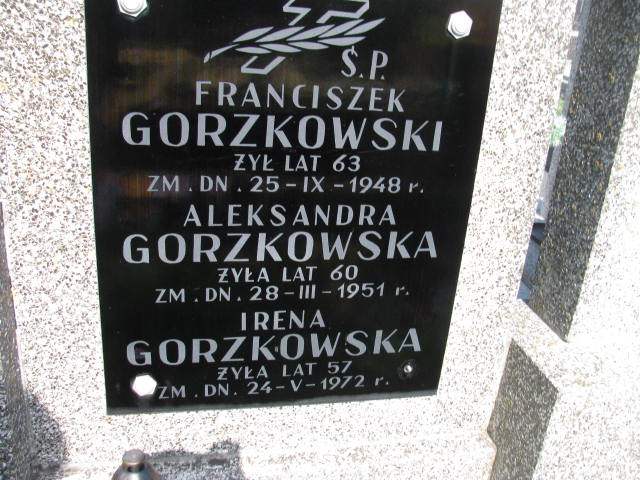 Ś.P.
FRANCISZEK
GORZKOWSKI
ŻYŁ LAT 63
ZM. DN. 25-IX-1948 r.
ALEKSANDRA
GORZKOWSKA
ŻYŁA LAT 60
ZM. DN. 28-III-1951 r.
IRENA
GORZKOWSKA
ŻYŁA LAT 57
ZM. DN. 24-V-1972 r.